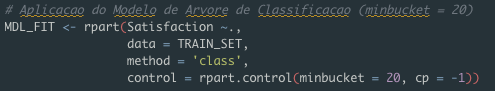 # Aplicacao do Modelo de Arvore de Classificacao (minbucket = 20)
MDL_FIT <- rpart(Satisfaction ~.,
data = TRAIN_SET,
method = 'class',
control = rpart.control(minbucket = 20, cp = -1))